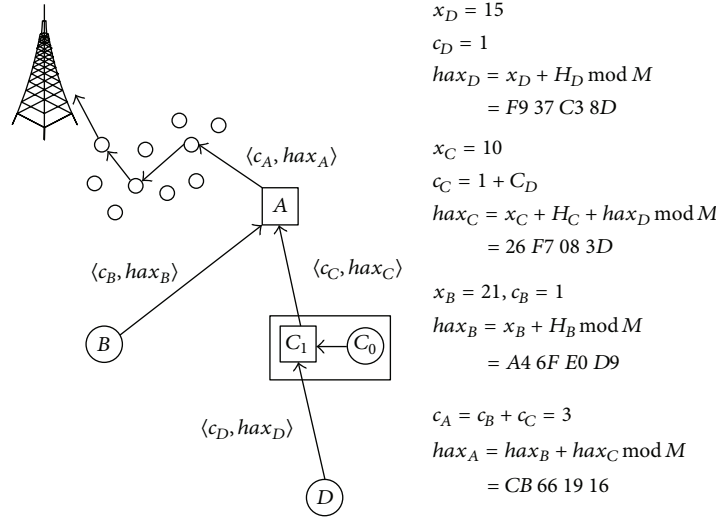 ⟨c_A, hax_A⟩
A
⟨c_B, hax_B⟩
⟨c_C, hax_C⟩
B
C_1
C_0
⟨c_D, hax_D⟩
D
x_D = 15
c_D = 1
hax_D = x_D + H_D mod M
= F9 37 C3 8D
x_C = 10
c_C = 1 + C_D
hax_C = x_C + H_C + hax_D mod M
= 26 F7 08 3D
x_B = 21, c_B = 1
hax_B = x_B + H_B mod M
= A4 6F E0 D9
c_A = c_B + c_C = 3
hax_A = hax_B + hax_C mod M
= CB 66 19 16